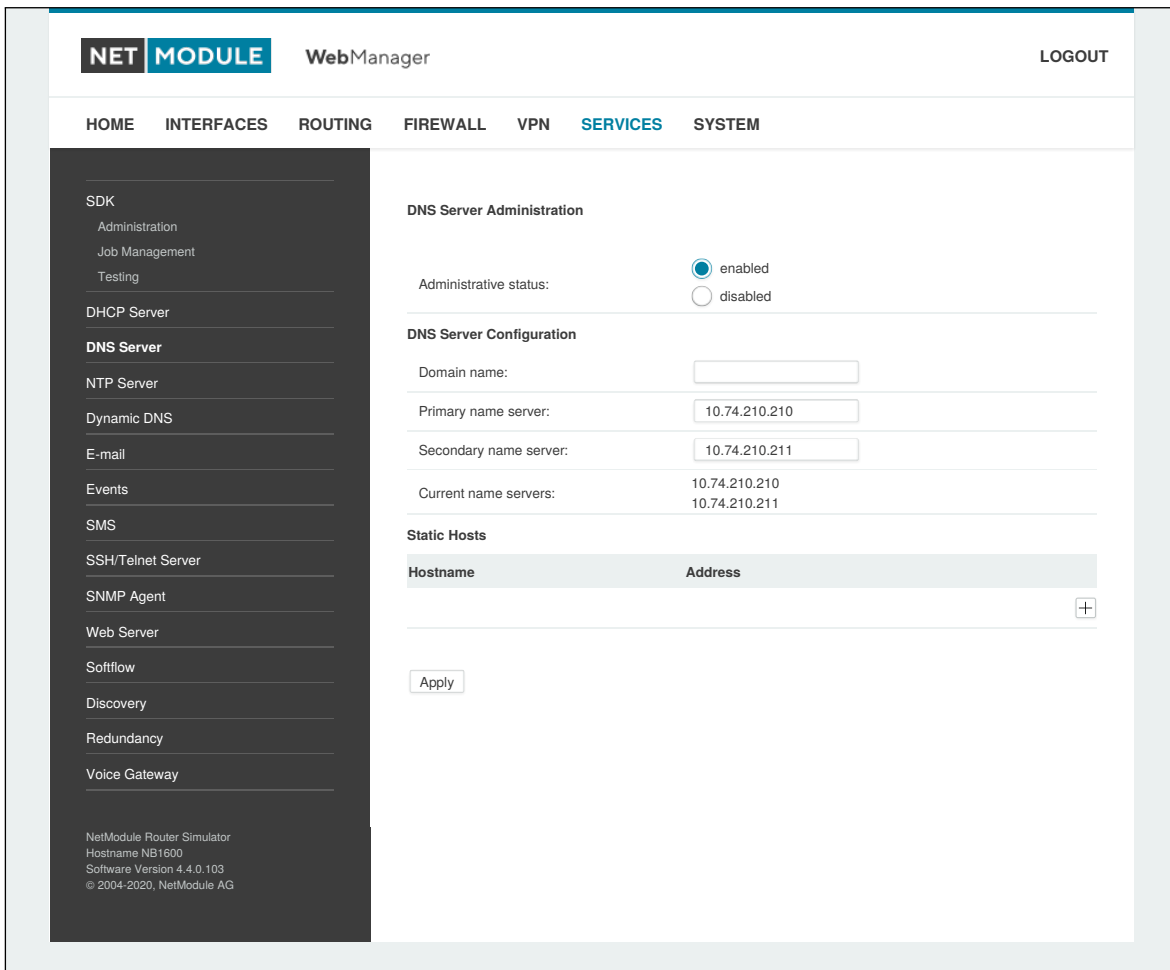 NET MODULE WebManager LOGOUT
HOME INTERFACES ROUTING FIREWALL VPN SERVICES SYSTEM
SDK
Administration
Job Management
Testing
DHCP Server
DNS Server
NTP Server
Dynamic DNS
E-mail
Events
SMS
SSH/Telnet Server
SNMP Agent
Web Server
Softflow
Discovery
Redundancy
Voice Gateway
NetModule Router Simulator
Hostname NB1600
Software Version 4.4.0.103
© 2004-2020, NetModule AG
DNS Server Administration
Administrative status:
enabled
disabled
DNS Server Configuration
Domain name:
Primary name server: 10.74.210.210
Secondary name server: 10.74.210.211
Current name servers:
10.74.210.210
10.74.210.211
Static Hosts
Hostname Address
Apply